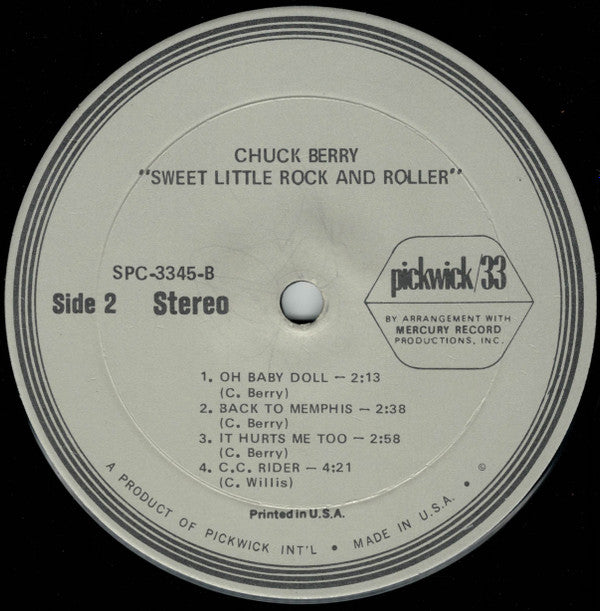 CHUCK BERRY
"SWEET LITTLE ROCK AND ROLLER"
SPC-3345-B
Side 2 Stereo
pickwick/33
BY ARRANGEMENT WITH
MERCURY RECORD
PRODUCTIONS, INC.
1. OH BABY DOLL — 2:13
(C. Berry)
2. BACK TO MEMPHIS — 2:38
(C. Berry)
3. IT HURTS ME TOO — 2:58
(C. Berry)
4. C.C. RIDER — 4:21
(C. Willis)
Printed in U.S.A.
A PRODUCT OF PICKWICK INT'L • MADE IN U.S.A. • ©